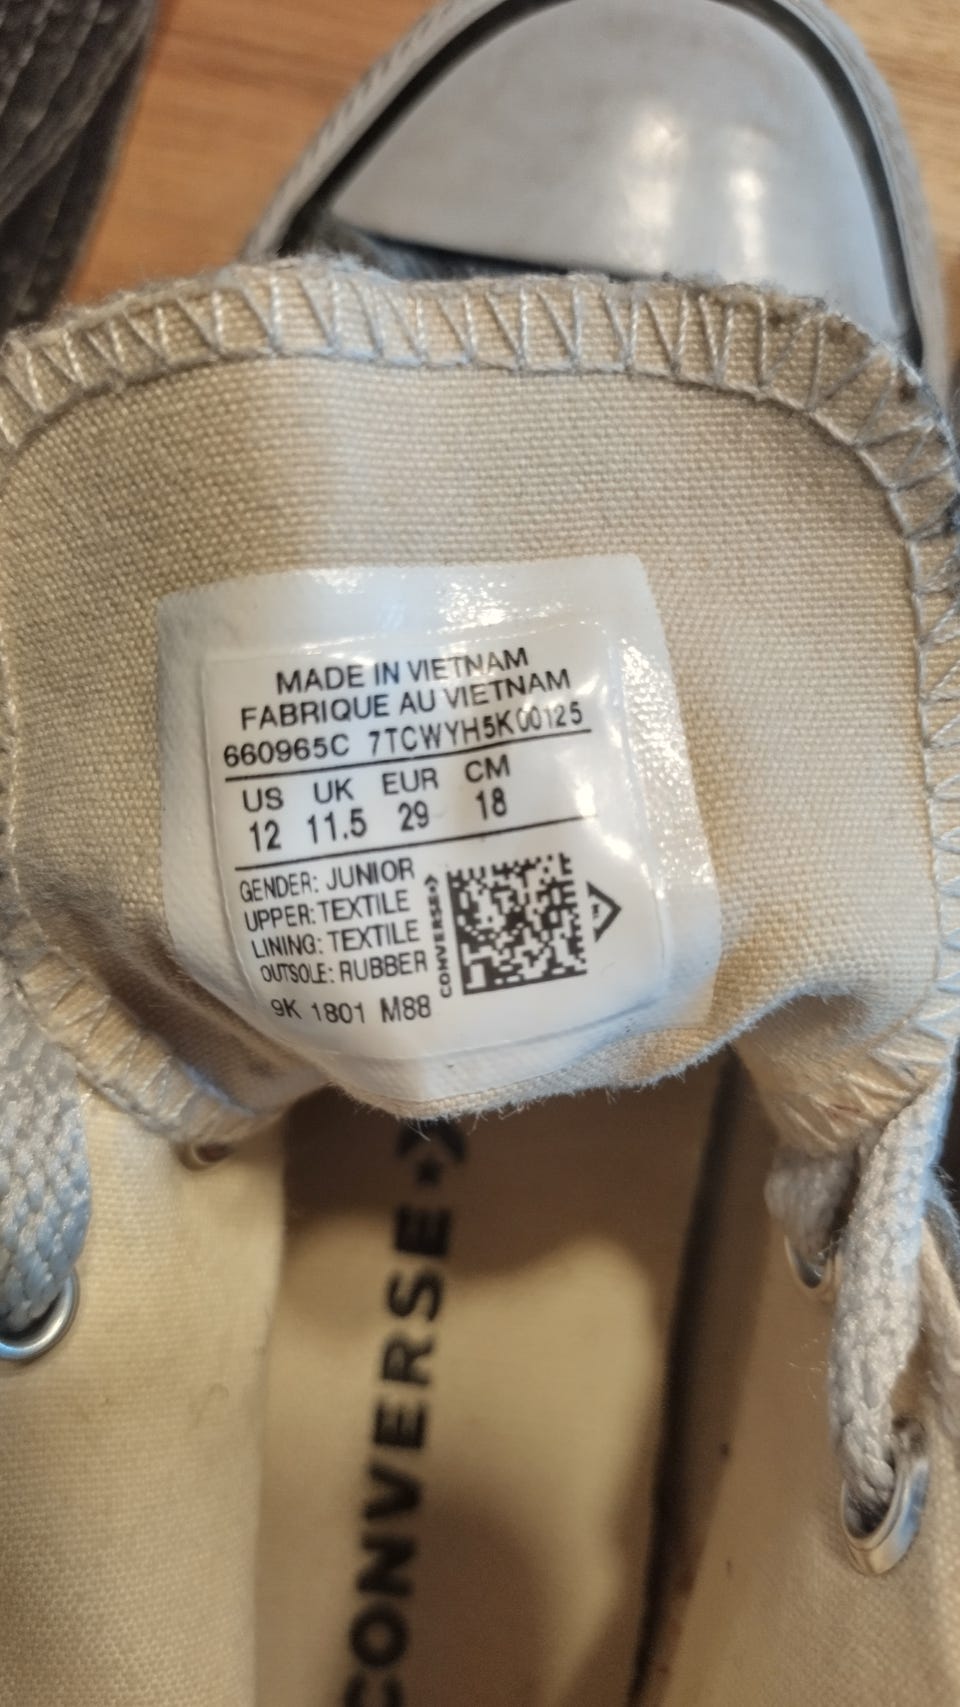 MADE IN VIETNAM
FABRIQUE AU VIETNAM
660965C 7TCWYH5K00125
US UK EUR CM
12 11.5 29 18
GENDER: JUNIOR
UPPER: TEXTILE
LINING: TEXTILE
OUTSOLE: RUBBER
9K 1801 M88
CONVERSE
CONVERSE